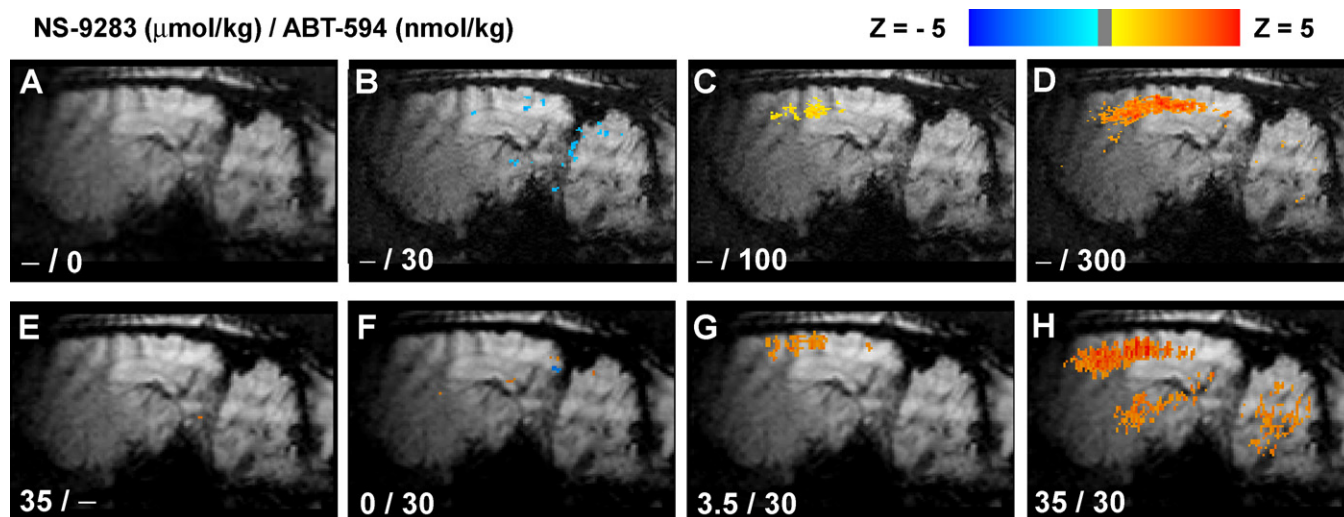 NS-9283 (μmol/kg) / ABT-594 (nmol/kg)
Z = - 5
Z = 5
A
B
C
D
– / 0
– / 30
– / 100
– / 300
E
F
G
H
35 / –
0 / 30
3.5 / 30
35 / 30